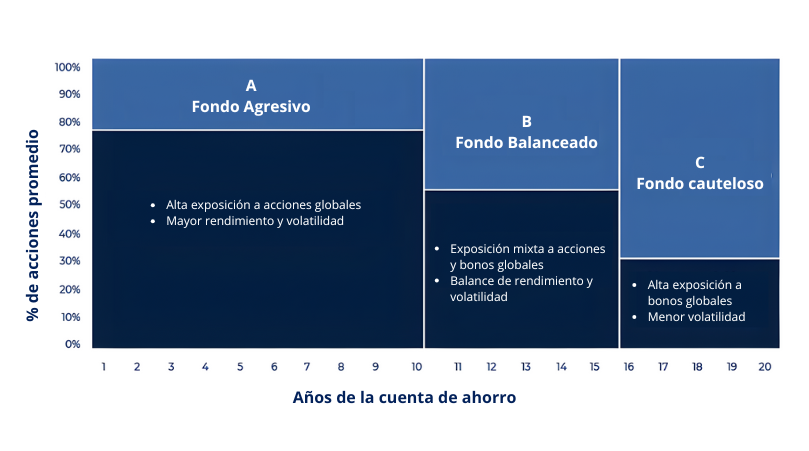 % de acciones promedio
100%
90%
80%
70%
60%
50%
40%
30%
20%
10%
0%
A
Fondo Agresivo
• Alta exposición a acciones globales
• Mayor rendimiento y volatilidad
B
Fondo Balanceado
• Exposición mixta a acciones
y bonos globales
• Balance de rendimiento y
volatilidad
C
Fondo cauteloso
• Alta exposición a
bonos globales
• Menor volatilidad
1 2 3 4 5 6 7 8 9 10 11 12 13 14 15 16 17 18 19 20
Años de la cuenta de ahorro